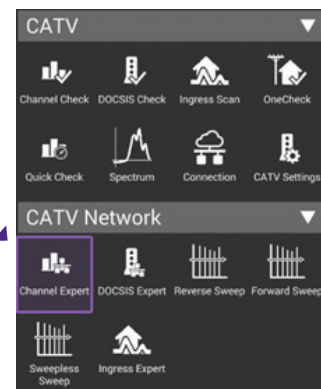 CATV
Channel Check DOCSIS Check Ingress Scan OneCheck
Quick Check Spectrum Connection CATV Settings
CATV Network
Channel Expert DOCSIS Expert Reverse Sweep Forward Sweep
Sweepless
Sweep
Ingress Expert